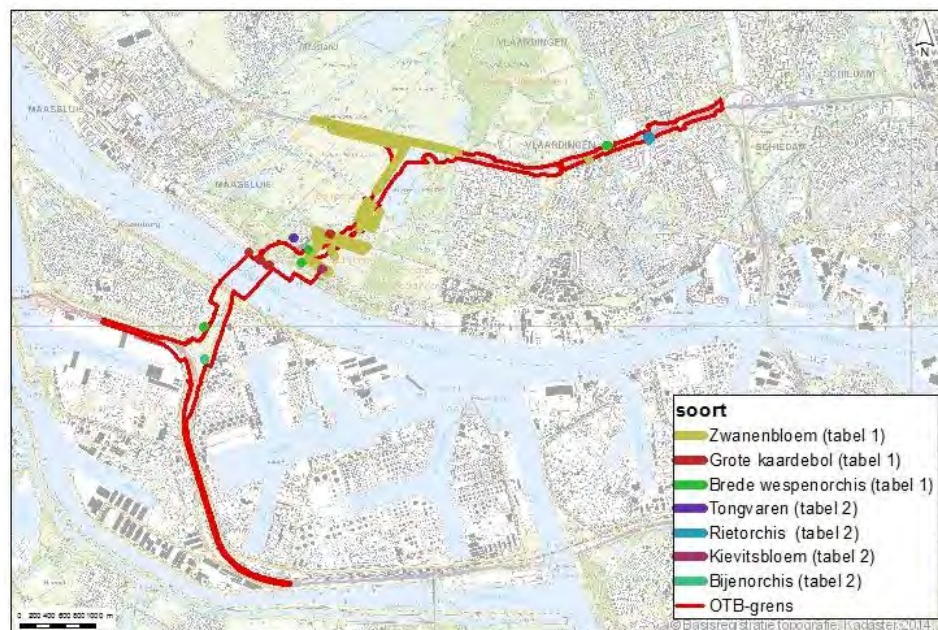 N
VLAARDINGEN
SCHIEDAM
MAASSLUIS
VLAARDINGEN
SCHIEDAM
MAASSLUIS
soort
Zwanenbloem (tabel 1)
Grote kaardebol (tabel 1)
Brede wespenorchis (tabel 1)
Tongvaren (tabel 2)
Rietorchis (tabel 2)
Kievitsbloem (tabel 2)
Bijenorchis (tabel 2)
OTB-grens
0 200 400 600 800 1000 m
©Basisregistratie topografie, Kadaster 2014